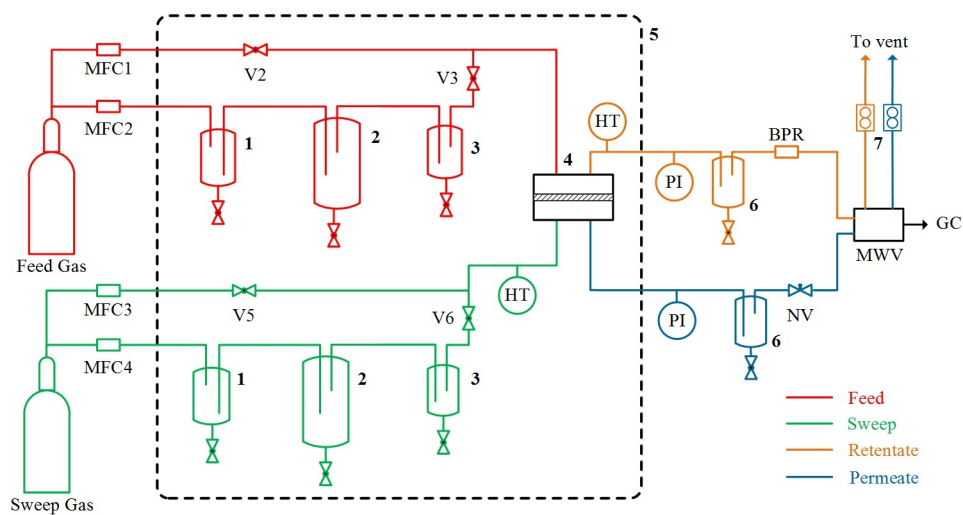 5
To vent
MFC1
V2
V3
HT
MFC2
1
2
3
BPR
7
4
PI
6
GC
MWV
Feed Gas
HT
MFC3
V5
V6
PI
NV
6
MFC4
1
2
3
Feed
Sweep
Retentate
Permeate
Sweep Gas